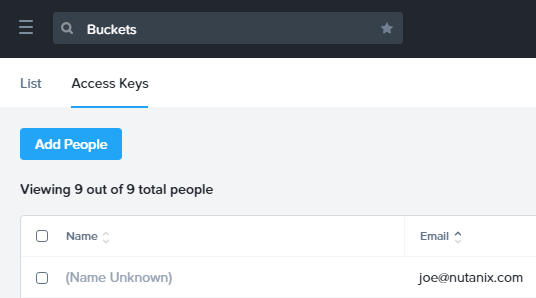 Buckets
List Access Keys
Add People
Viewing 9 out of 9 total people
Name Email
(Name Unknown) joe@nutanix.com